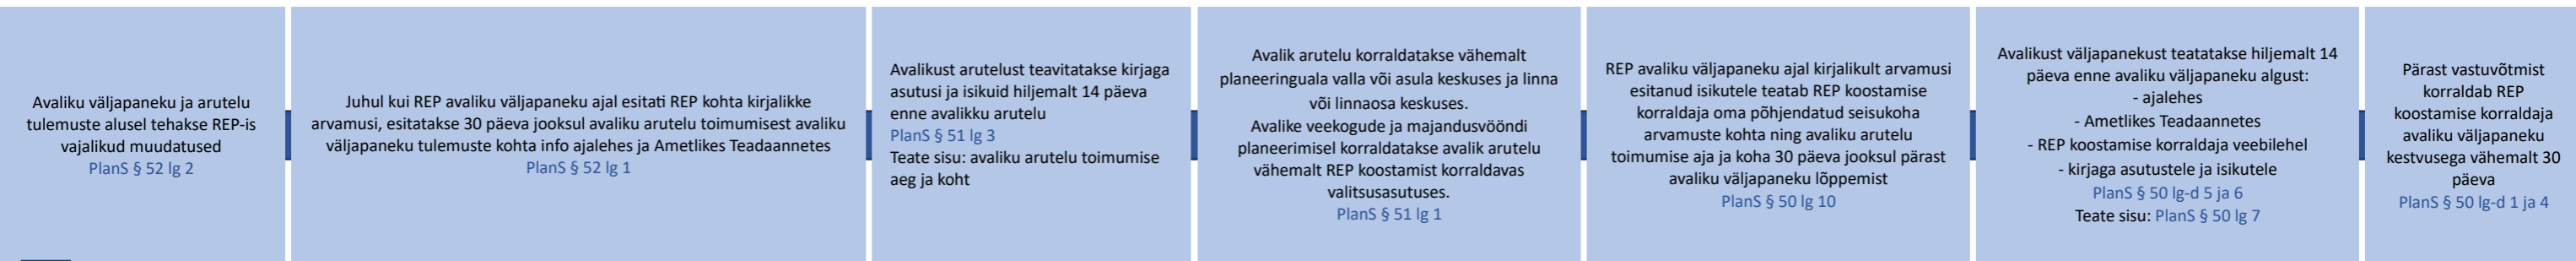 Avaliku väljapaneku ja arutelu
tulemuste alusel tehakse REP-is
vajalikud muudatused
PlanS § 52 lg 2
Juhul kui REP avaliku väljapaneku ajal esitati REP kohta kirjalikke
arvamusi, esitatakse 30 päeva jooksul avaliku arutelu toimumisest avaliku
väljapaneku tulemuste kohta info ajalehes ja Ametlikes Teadaannetes
PlanS § 52 lg 1
Avalikust arutelust teavitatakse kirjaga
asutusi ja isikuid hiljemalt 14 päeva
enne avalikku arutelu
PlanS § 51 lg 3
Teate sisu: avaliku arutelu toimumise
aeg ja koht
Avalik arutelu korraldatakse vähemalt
planeeringuala valla või asula keskuses ja linna
või linnaosa keskuses.
Avalike veekogude ja majandusvööndi
planeerimisel korraldatakse avalik arutelu
vähemalt REP koostamist korraldavas
valitsusasutuses.
PlanS § 51 lg 1
REP avaliku väljapaneku ajal kirjalikult arvamusi
esitanud isikutele teatab REP koostamise
korraldaja oma põhjendatud seisukoha
arvamuste kohta ning avaliku arutelu
toimumise aja ja koha 30 päeva jooksul pärast
avaliku väljapaneku lõppemist
PlanS § 50 lg 10
Avalikust väljapanekust teatatakse hiljemalt 14
päeva enne avaliku väljapaneku algust:
- ajalehes
- Ametlikes Teadaannetes
- REP koostamise korraldaja veebilehel
- kirjaga asutustele ja isikutele
PlanS § 50 lg-d 5 ja 6
Teate sisu: PlanS § 50 lg 7
Pärast vastuvõtmist
korraldab REP
koostamise korraldaja
avaliku väljapaneku
kestvusega vähemalt 30
päeva
PlanS § 50 lg-d 1 ja 4